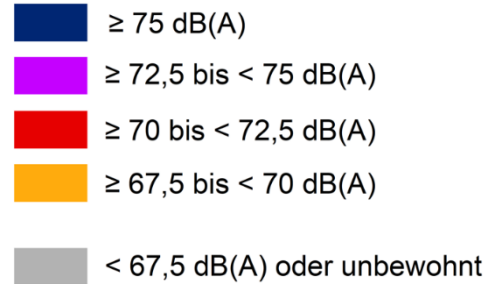 ≥ 75 dB(A)
≥ 72,5 bis < 75 dB(A)
≥ 70 bis < 72,5 dB(A)
≥ 67,5 bis < 70 dB(A)
< 67,5 dB(A) oder unbewohnt